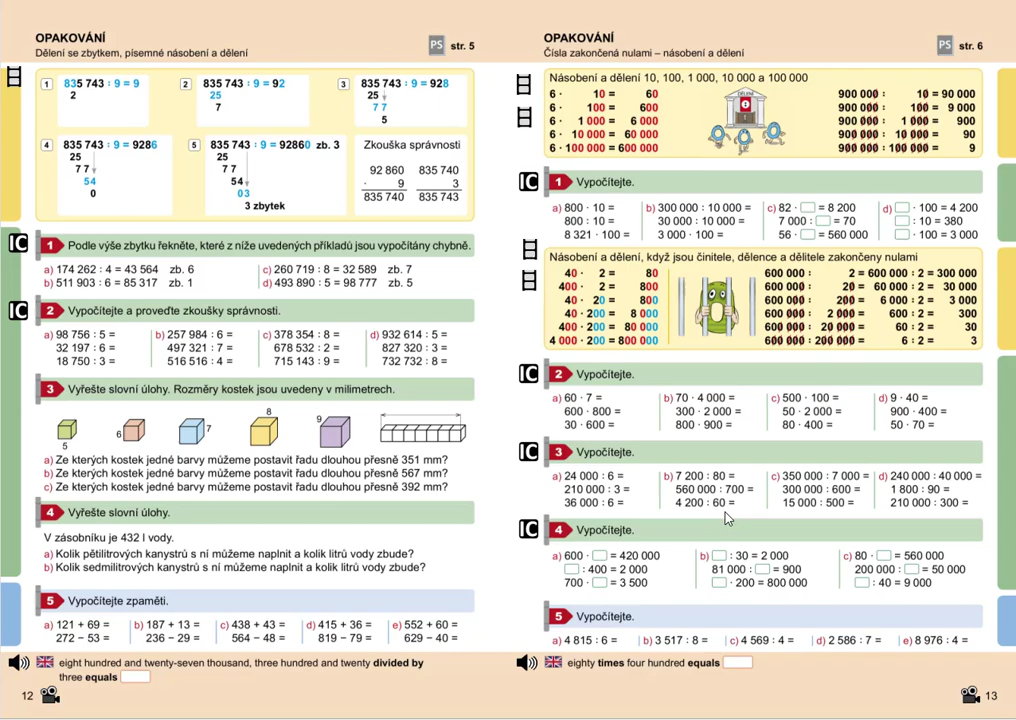 OPAKOVÁNÍ
Dělení se zbytkem, písemné násobení a dělení
PS str. 5
1 835 743 : 9 = 9
2
2 835 743 : 9 = 92
25
7
3 835 743 : 9 = 928
25
7 7
5
4 835 743 : 9 = 9286
25
7 7
54
0
5 835 743 : 9 = 92860 zb. 3
25
7 7
54
03
3 zbytek
Zkouška správnosti
92 860 835 740
· 9 3
835 740 835 743
IC 1 Podle výše zbytku řekněte, které z níže uvedených příkladů jsou vypočítány chybně.
a) 174 262 : 4 = 43 564 zb. 6 c) 260 719 : 8 = 32 589 zb. 7
b) 511 903 : 6 = 85 317 zb. 1 d) 493 890 : 5 = 98 777 zb. 5
IC 2 Vypočítejte a proveďte zkoušky správnosti.
a) 98 756 : 5 = b) 257 984 : 6 = c) 378 354 : 8 = d) 932 614 : 5 =
32 197 : 6 = 497 321 : 7 = 678 532 : 2 = 827 320 : 3 =
18 750 : 3 = 516 516 : 4 = 715 143 : 9 = 732 732 : 8 =
3 Vyřešte slovní úlohy. Rozměry kostek jsou uvedeny v milimetrech.
5 6 7 8 9
a) Ze kterých kostek jedné barvy můžeme postavit řadu dlouhou přesně 351 mm?
b) Ze kterých kostek jedné barvy můžeme postavit řadu dlouhou přesně 567 mm?
c) Ze kterých kostek jedné barvy můžeme postavit řadu dlouhou přesně 392 mm?
4 Vyřešte slovní úlohy.
V zásobníku je 432 l vody.
a) Kolik pětilitrových kanystrů s ní můžeme naplnit a kolik litrů vody zbude?
b) Kolik sedmilitrových kanystrů s ní můžeme naplnit a kolik litrů vody zbude?
5 Vypočítejte zpaměti.
a) 121 + 69 = b) 187 + 13 = c) 438 + 43 = d) 415 + 36 = e) 552 + 60 =
272 − 53 = 236 − 29 = 564 − 48 = 819 − 79 = 629 − 40 =
eight hundred and twenty-seven thousand, three hundred and twenty divided by
three equals
12
OPAKOVÁNÍ
Čísla zakončená nulami – násobení a dělení
PS str. 6
Násobení a dělení 10, 100, 1 000, 10 000 a 100 000
6 · 10 = 60
6 · 100 = 600
6 · 1 000 = 6 000
6 · 10 000 = 60 000
6 · 100 000 = 600 000
DĚLENÍ
900 000 : 10 = 90 000
900 000 : 100 = 9 000
900 000 : 1 000 = 900
900 000 : 10 000 = 90
900 000 : 100 000 = 9
IC 1 Vypočítejte.
a) 800 · 10 = b) 300 000 : 10 000 = c) 82 · = 8 200 d) · 100 = 4 200
800 : 10 = 30 000 : 10 000 = 7 000 : = 70 : 10 = 380
8 321 · 100 = 3 000 · 100 = 56 · = 560 000 · 100 = 3 000
Násobení a dělení, když jsou činitele, dělence a dělitele zakončeny nulami
40 · 2 = 80
400 · 2 = 800
40 · 20 = 800
40 · 200 = 8 000
400 · 200 = 80 000
4 000 · 200 = 800 000
600 000 : 2 = 600 000 : 2 = 300 000
600 000 : 20 = 60 000 : 2 = 30 000
600 000 : 200 = 6 000 : 2 = 3 000
600 000 : 2 000 = 600 : 2 = 300
600 000 : 20 000 = 60 : 2 = 30
600 000 : 200 000 = 6 : 2 = 3
IC 2 Vypočítejte.
a) 60 · 7 = b) 70 · 4 000 = c) 500 · 100 = d) 9 · 40 =
600 · 800 = 300 · 2 000 = 50 · 2 000 = 900 · 400 =
30 · 600 = 800 · 900 = 80 · 400 = 50 · 70 =
IC 3 Vypočítejte.
a) 24 000 : 6 = b) 7 200 : 80 = c) 350 000 : 7 000 = d) 240 000 : 40 000 =
210 000 : 3 = 560 000 : 700 = 300 000 : 600 = 1 800 : 90 =
36 000 : 6 = 4 200 : 60 = 15 000 : 500 = 210 000 : 300 =
IC 4 Vypočítejte.
a) 600 · = 420 000 b) : 30 = 2 000 c) 80 · = 560 000
: 400 = 2 000 81 000 : = 900 200 000 : = 50 000
700 · = 3 500 · 200 = 800 000 : 40 = 9 000
5 Vypočítejte.
a) 4 815 : 6 = b) 3 517 : 8 = c) 4 569 : 4 = d) 2 586 : 7 = e) 8 976 : 4 =
eighty times four hundred equals
13